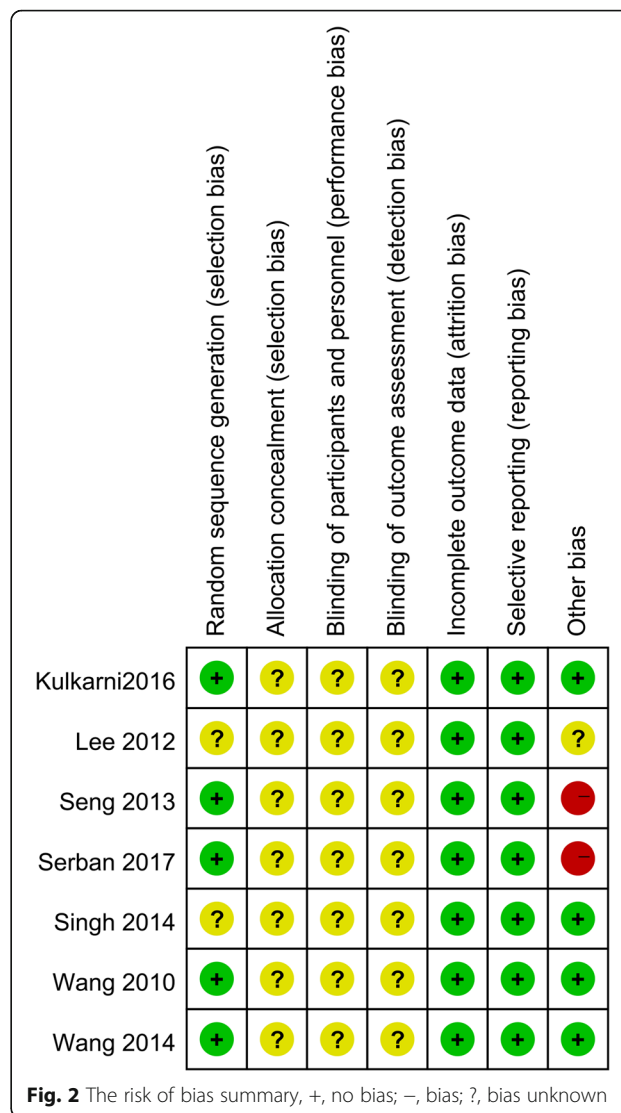 Random sequence generation (selection bias)
Allocation concealment (selection bias)
Blinding of participants and personnel (performance bias)
Blinding of outcome assessment (detection bias)
Incomplete outcome data (attrition bias)
Selective reporting (reporting bias)
Other bias
Kulkarni2016 + ? ? ? + + +
Lee 2012 ? ? ? ? + + ?
Seng 2013 + ? ? ? + + −
Serban 2017 + ? ? ? + + −
Singh 2014 ? ? ? ? + + +
Wang 2010 + ? ? ? + + +
Wang 2014 + ? ? ? + + +
Fig. 2 The risk of bias summary, +, no bias; −, bias; ?, bias unknown